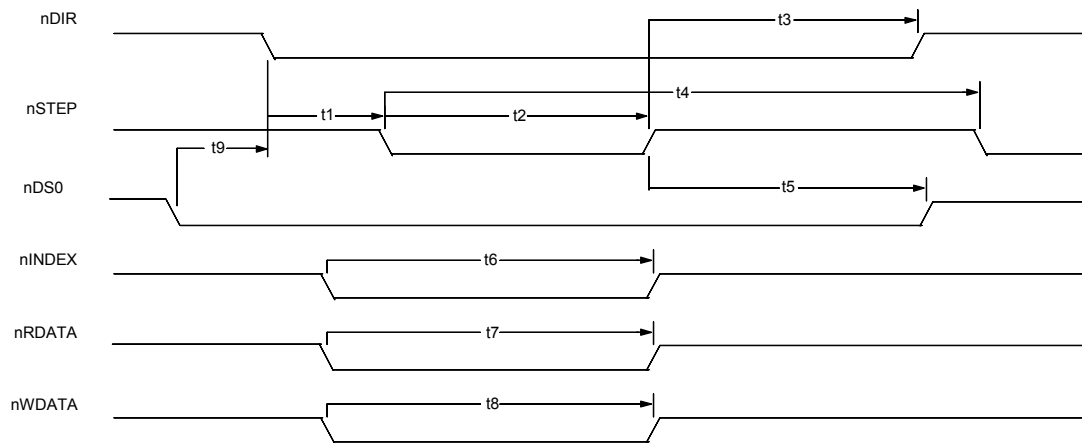 nDIR
t3
nSTEP
t4
t1
t2
t9
nDS0
t5
nINDEX
t6
nRDATA
t7
nWDATA
t8